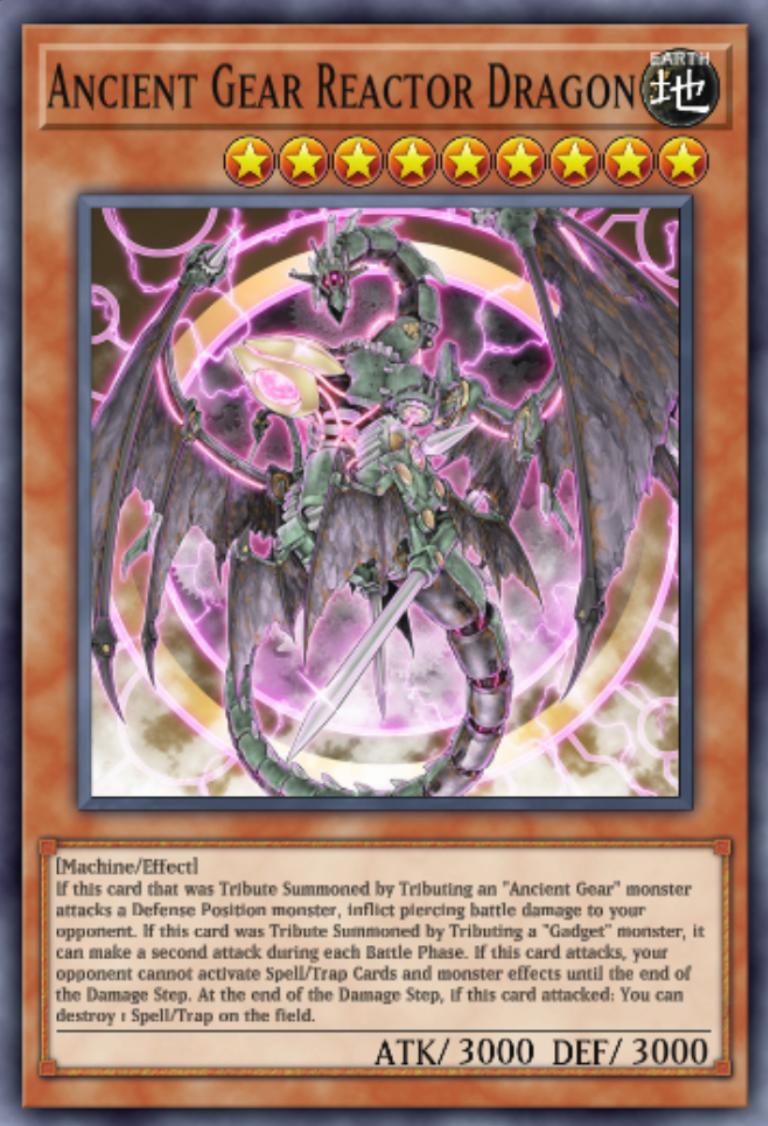 ANCIENT GEAR REACTOR DRAGON
EARTH
地
[Machine/Effect]
If this card that was Tribute Summoned by Tributing an "Ancient Gear" monster
attacks a Defense Position monster, inflict piercing battle damage to your
opponent. If this card was Tribute Summoned by Tributing a "Gadget" monster, it
can make a second attack during each Battle Phase. If this card attacks, your
opponent cannot activate Spell/Trap Cards and monster effects until the end of
the Damage Step. At the end of the Damage Step, if this card attacked: You can
destroy 1 Spell/Trap on the field.
ATK/ 3000 DEF/ 3000